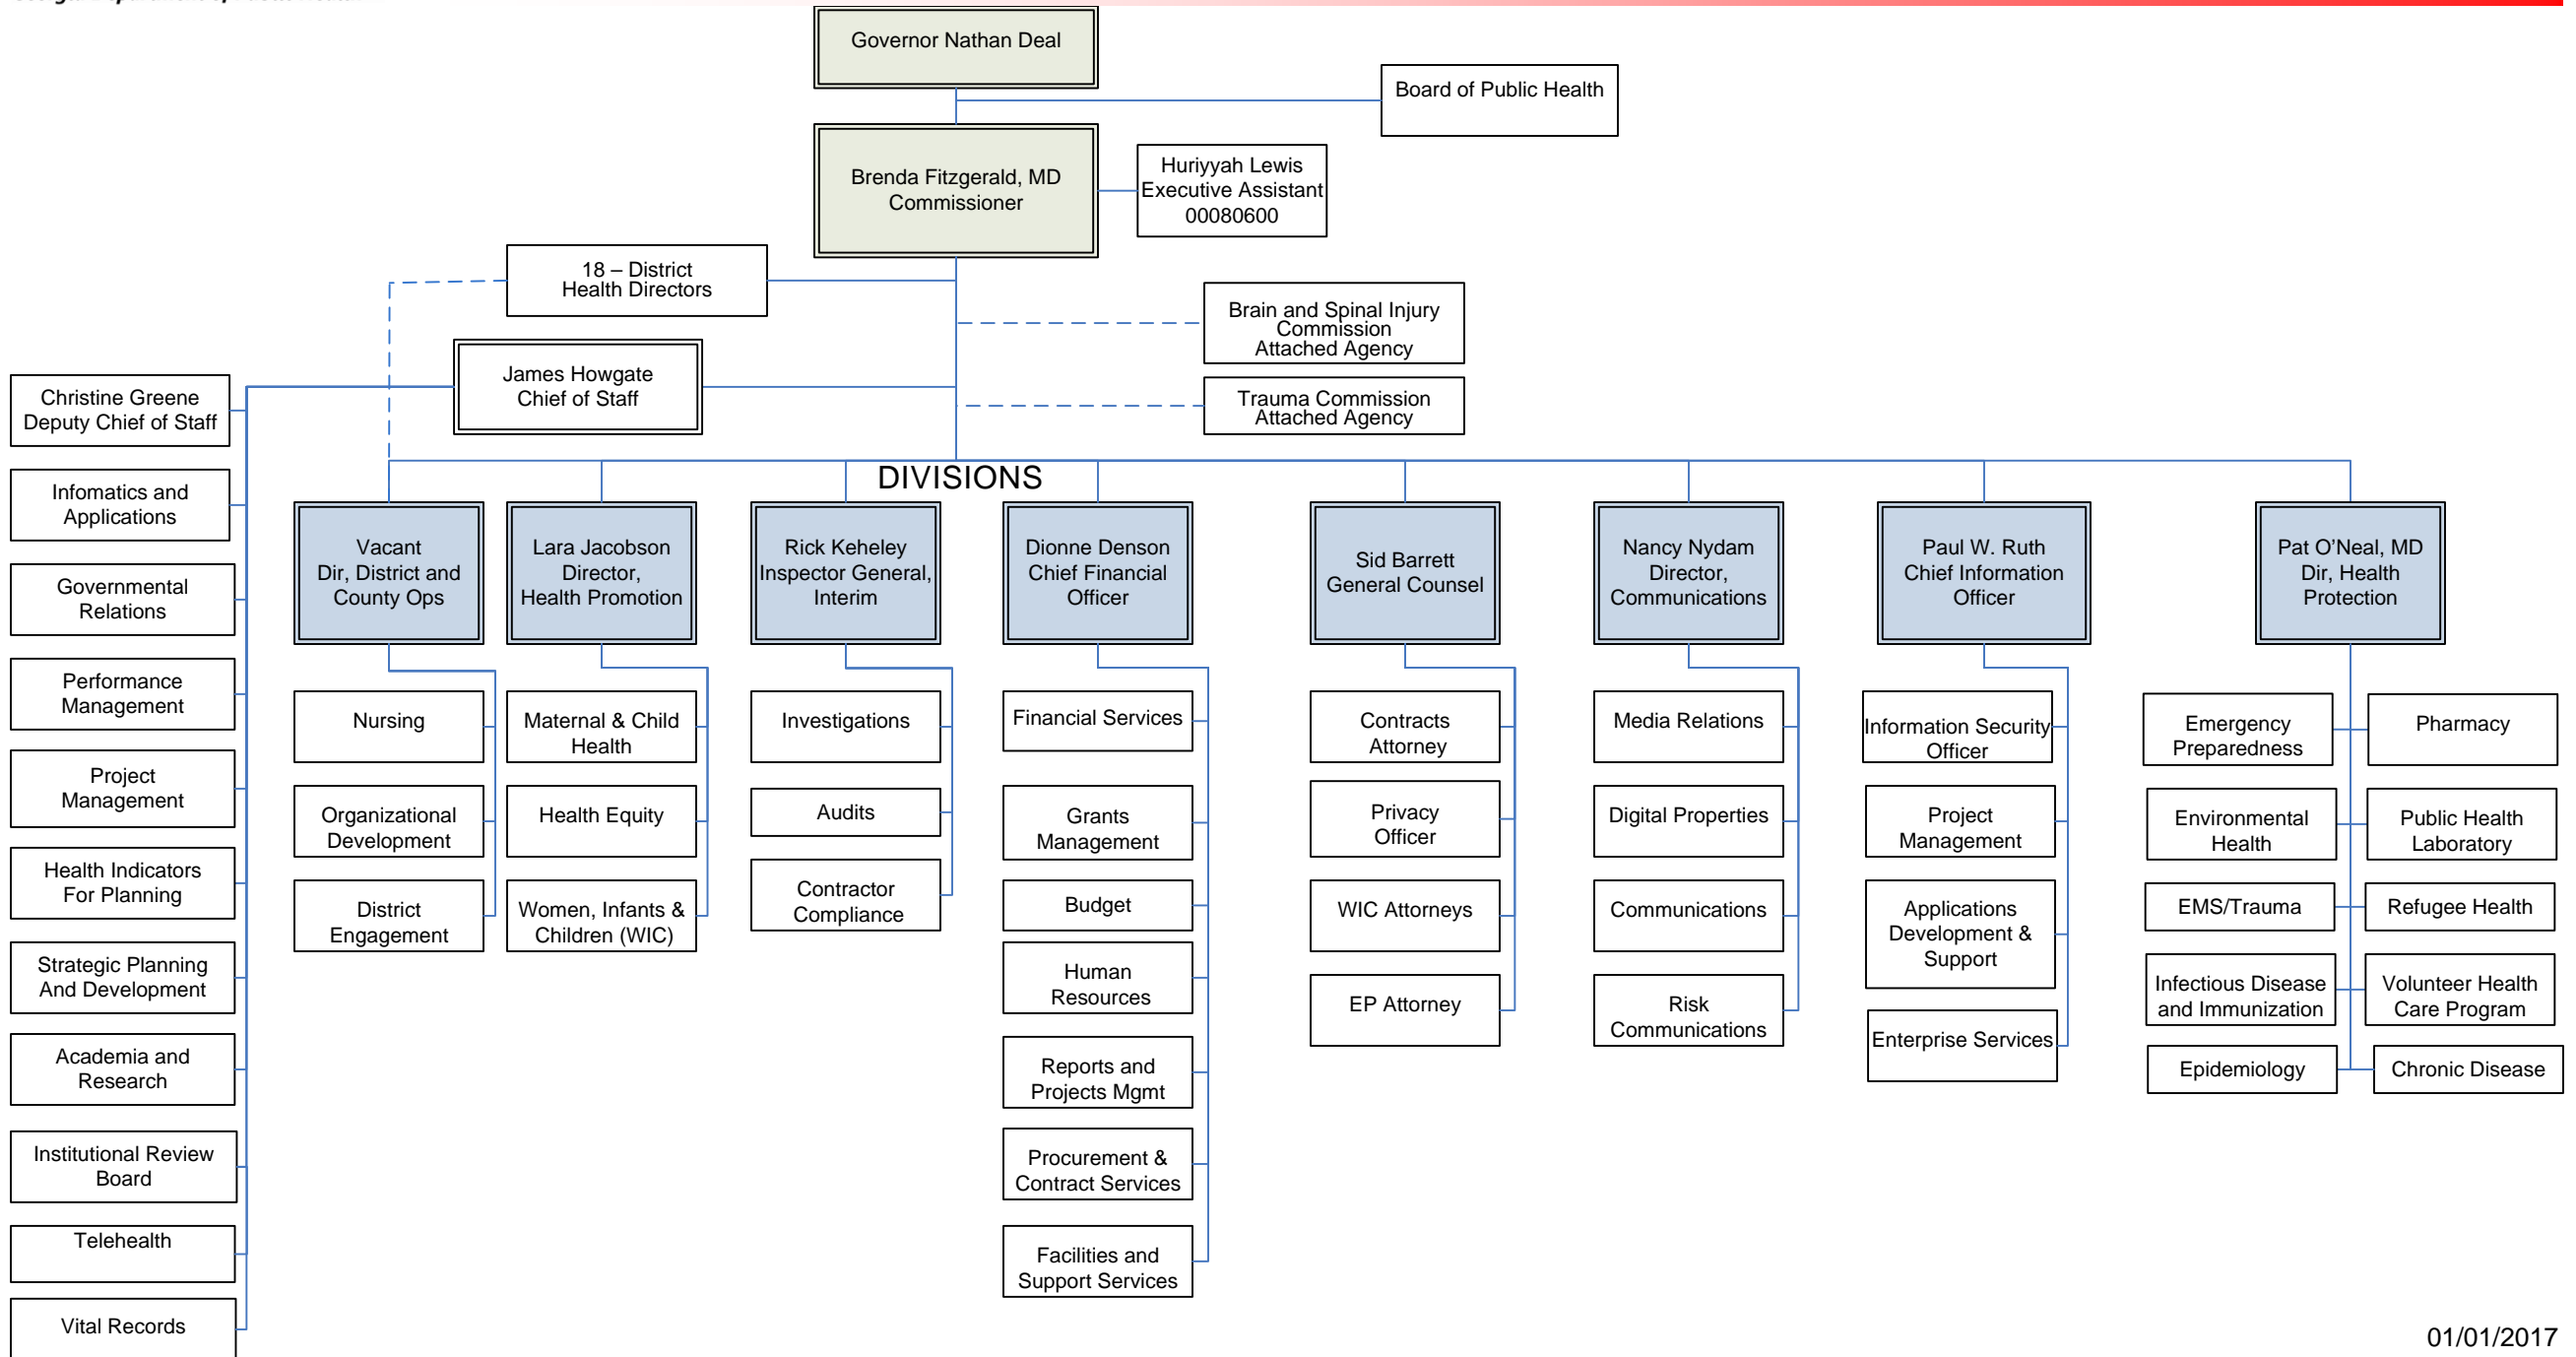 Governor Nathan Deal
Board of Public Health
Brenda Fitzgerald, MD
Commissioner
Huriyyah Lewis
Executive Assistant
00080600
18 – District
Health Directors
Brain and Spinal Injury
Commission
Attached Agency
James Howgate
Chief of Staff
Trauma Commission
Attached Agency
Christine Greene
Deputy Chief of Staff
Infomatics and
Applications
Governmental
Relations
Performance
Management
Project
Management
Health Indicators
For Planning
Strategic Planning
And Development
Academia and
Research
Institutional Review
Board
Telehealth
Vital Records
DIVISIONS
Vacant
Dir, District and
County Ops
Nursing
Organizational
Development
District
Engagement
Lara Jacobson
Director,
Health Promotion
Maternal & Child
Health
Health Equity
Women, Infants &
Children (WIC)
Rick Keheley
Inspector General,
Interim
Investigations
Audits
Contractor
Compliance
Dionne Denson
Chief Financial
Officer
Financial Services
Grants
Management
Budget
Human
Resources
Reports and
Projects Mgmt
Procurement &
Contract Services
Facilities and
Support Services
Sid Barrett
General Counsel
Contracts
Attorney
Privacy
Officer
WIC Attorneys
EP Attorney
Nancy Nydam
Director,
Communications
Media Relations
Digital Properties
Communications
Risk
Communications
Paul W. Ruth
Chief Information
Officer
Information Security
Officer
Project
Management
Applications
Development &
Support
Enterprise Services
Pat O’Neal, MD
Dir, Health
Protection
Emergency
Preparedness
Pharmacy
Environmental
Health
Public Health
Laboratory
EMS/Trauma
Refugee Health
Infectious Disease
and Immunization
Volunteer Health
Care Program
Epidemiology
Chronic Disease
01/01/2017